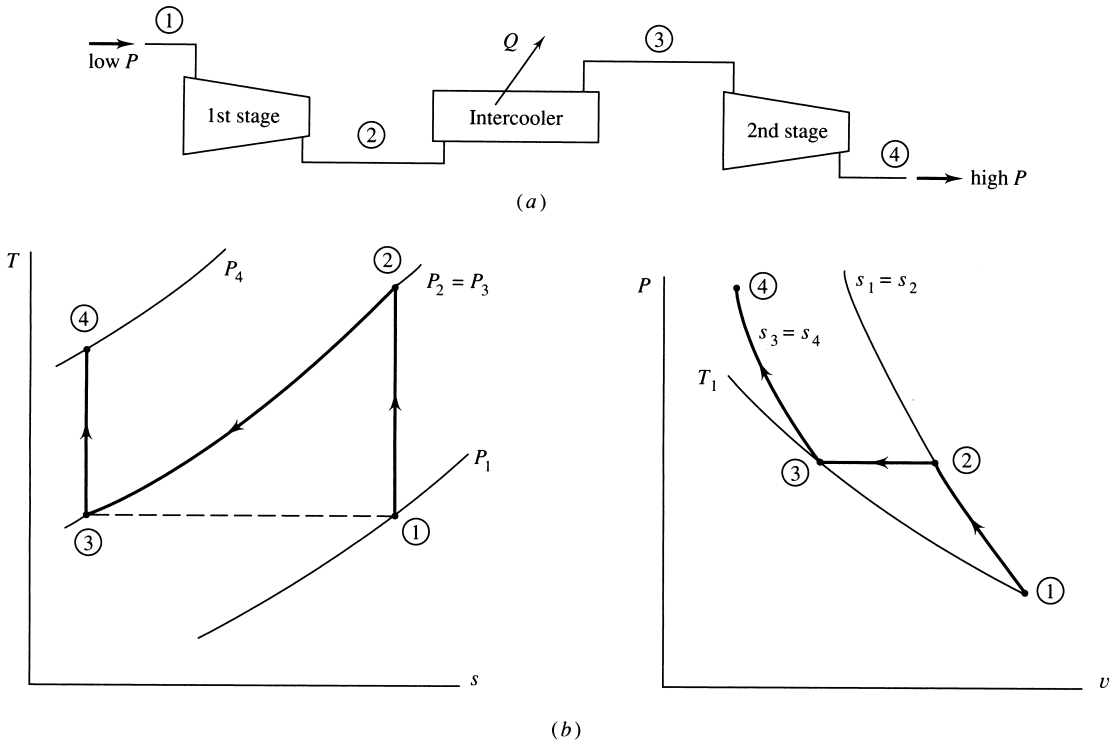 ①
low P
1st stage
②
Q
Intercooler
③
2nd stage
④
high P
(a)
T
P₄
②
P₂ = P₃
④
P₁
③
①
s
P
④
s₁ = s₂
s₃ = s₄
T₁
③
②
①
v
(b)